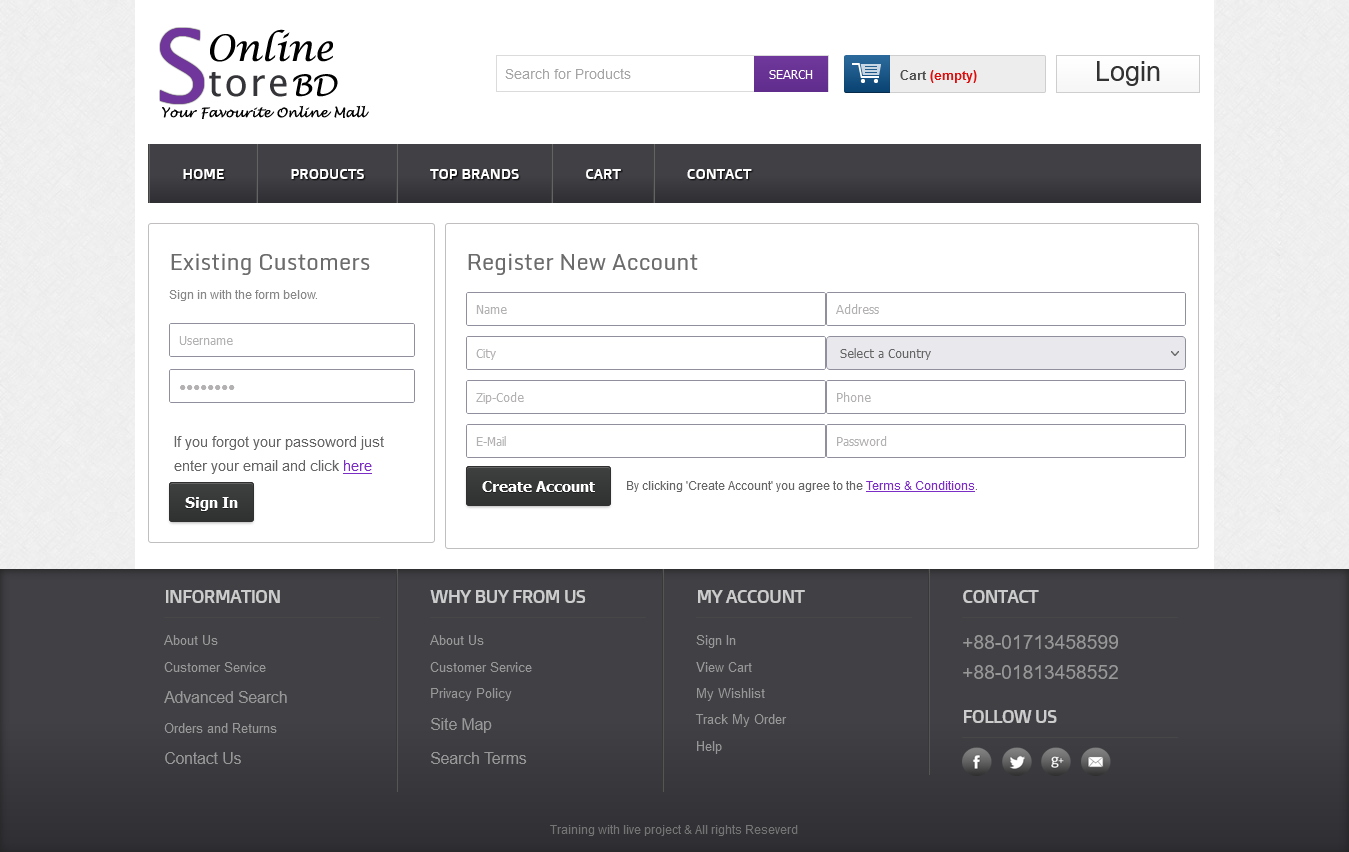 Online
Store BD
Your Favourite Online Mall
Search for Products
SEARCH
Cart (empty)
Login
HOME
PRODUCTS
TOP BRANDS
CART
CONTACT
Existing Customers
Sign in with the form below.
Username
●●●●●●●●
If you forgot your passoword just
enter your email and click here
Sign In
Register New Account
Name
Address
City
Select a Country
Zip-Code
Phone
E-Mail
Password
Create Account
By clicking 'Create Account' you agree to the Terms & Conditions.
INFORMATION
About Us
Customer Service
Advanced Search
Orders and Returns
Contact Us
WHY BUY FROM US
About Us
Customer Service
Privacy Policy
Site Map
Search Terms
MY ACCOUNT
Sign In
View Cart
My Wishlist
Track My Order
Help
CONTACT
+88-01713458599
+88-01813458552
FOLLOW US
Training with live project & All rights Reseverd